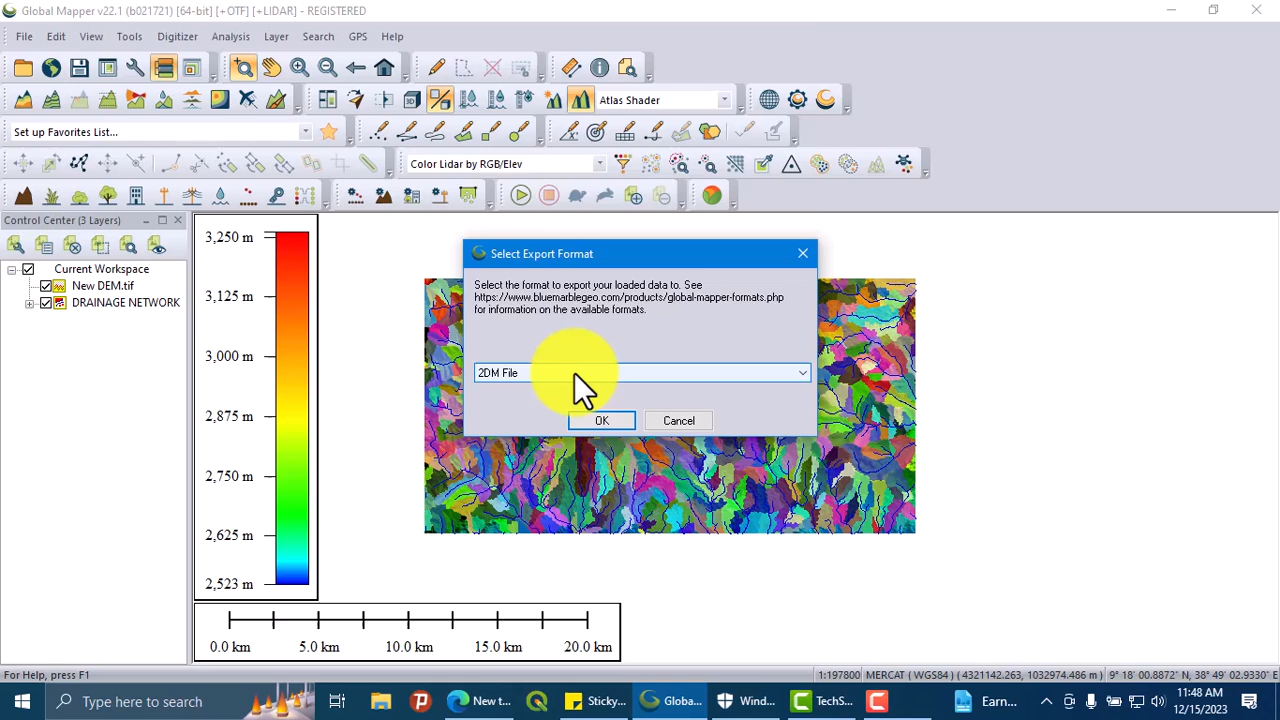 Global Mapper v22.1 (b021721) [64-bit] [+OTF] [+LIDAR] - REGISTERED
File Edit View Tools Digitizer Analysis Layer Search GPS Help
Atlas Shader
Set up Favorites List...
Color Lidar by RGB/Elev
Control Center (3 Layers)
Current Workspace
New DEM.tif
DRAINAGE NETWORK
3,250 m
3,125 m
3,000 m
2,875 m
2,750 m
2,625 m
2,523 m
Select Export Format
Select the format to export your loaded data to. See
https://www.bluemarblegeo.com/products/global-mapper-formats.php
for information on the available formats.
2DM File
OK Cancel
0.0 km 5.0 km 10.0 km 15.0 km 20.0 km
For Help, press F1
1:197800 MERCAT (WGS84) ( 4321142.263, 1032974.486 m ) 9° 18' 00.8872" N, 38° 49' 02.9330" E
Type here to search
New t...
Sticky...
Globa...
Wind...
TechS...
Earn...
11:48 AM
12/15/2023